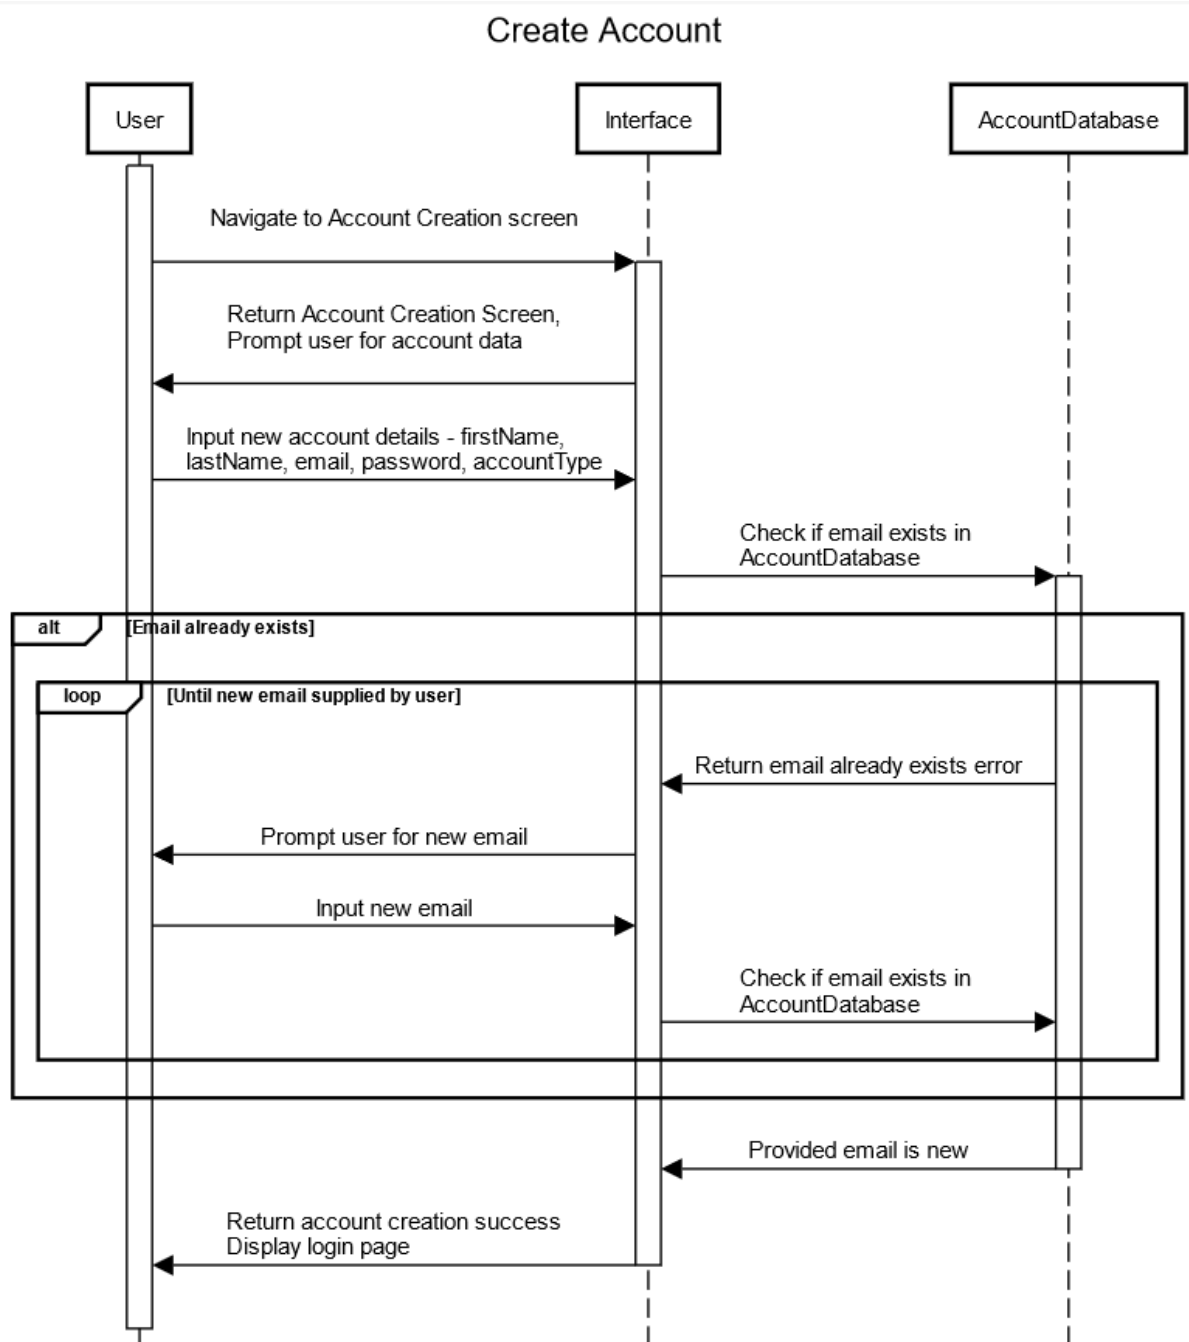 Create Account
User
Interface
AccountDatabase
Navigate to Account Creation screen
Return Account Creation Screen,
Prompt user for account data
Input new account details - firstName,
lastName, email, password, accountType
Check if email exists in
AccountDatabase
alt
[Email already exists]
loop
[Until new email supplied by user]
Return email already exists error
Prompt user for new email
Input new email
Check if email exists in
AccountDatabase
Provided email is new
Return account creation success
Display login page